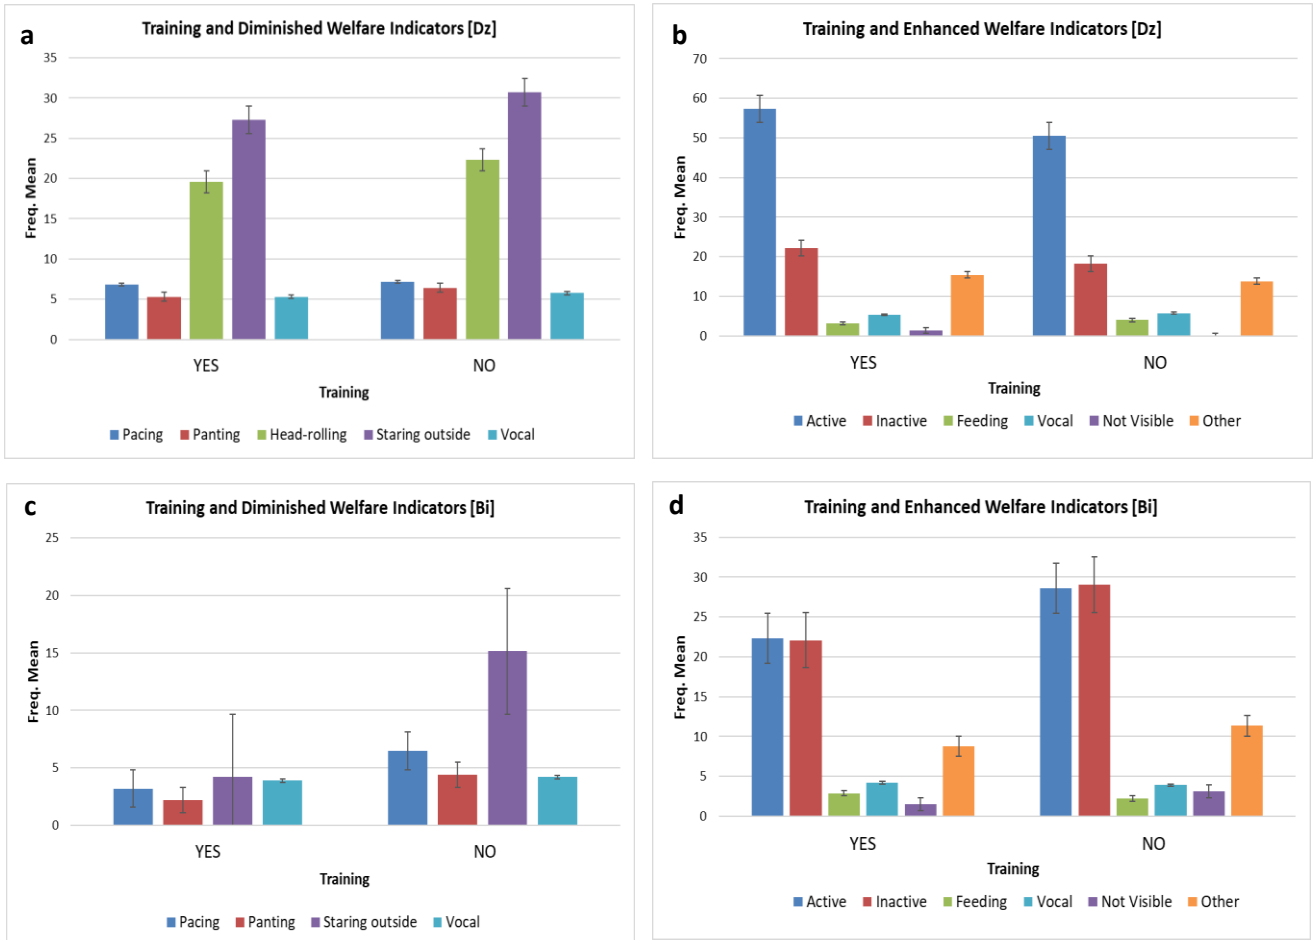 a
Training and Diminished Welfare Indicators [Dz]
35
30
25
20
15
10
5
0
Freq. Mean
YES
NO
Training
Pacing Panting Head-rolling Staring outside Vocal
b
Training and Enhanced Welfare Indicators [Dz]
70
60
50
40
30
20
10
0
Freq. Mean
YES
NO
Training
Active Inactive Feeding Vocal Not Visible Other
c
Training and Diminished Welfare Indicators [Bi]
25
20
15
10
5
0
Freq. Mean
YES
NO
Training
Pacing Panting Staring outside Vocal
d
Training and Enhanced Welfare Indicators [Bi]
35
30
25
20
15
10
5
0
Freq. Mean
YES
NO
Training
Active Inactive Feeding Vocal Not Visible Other